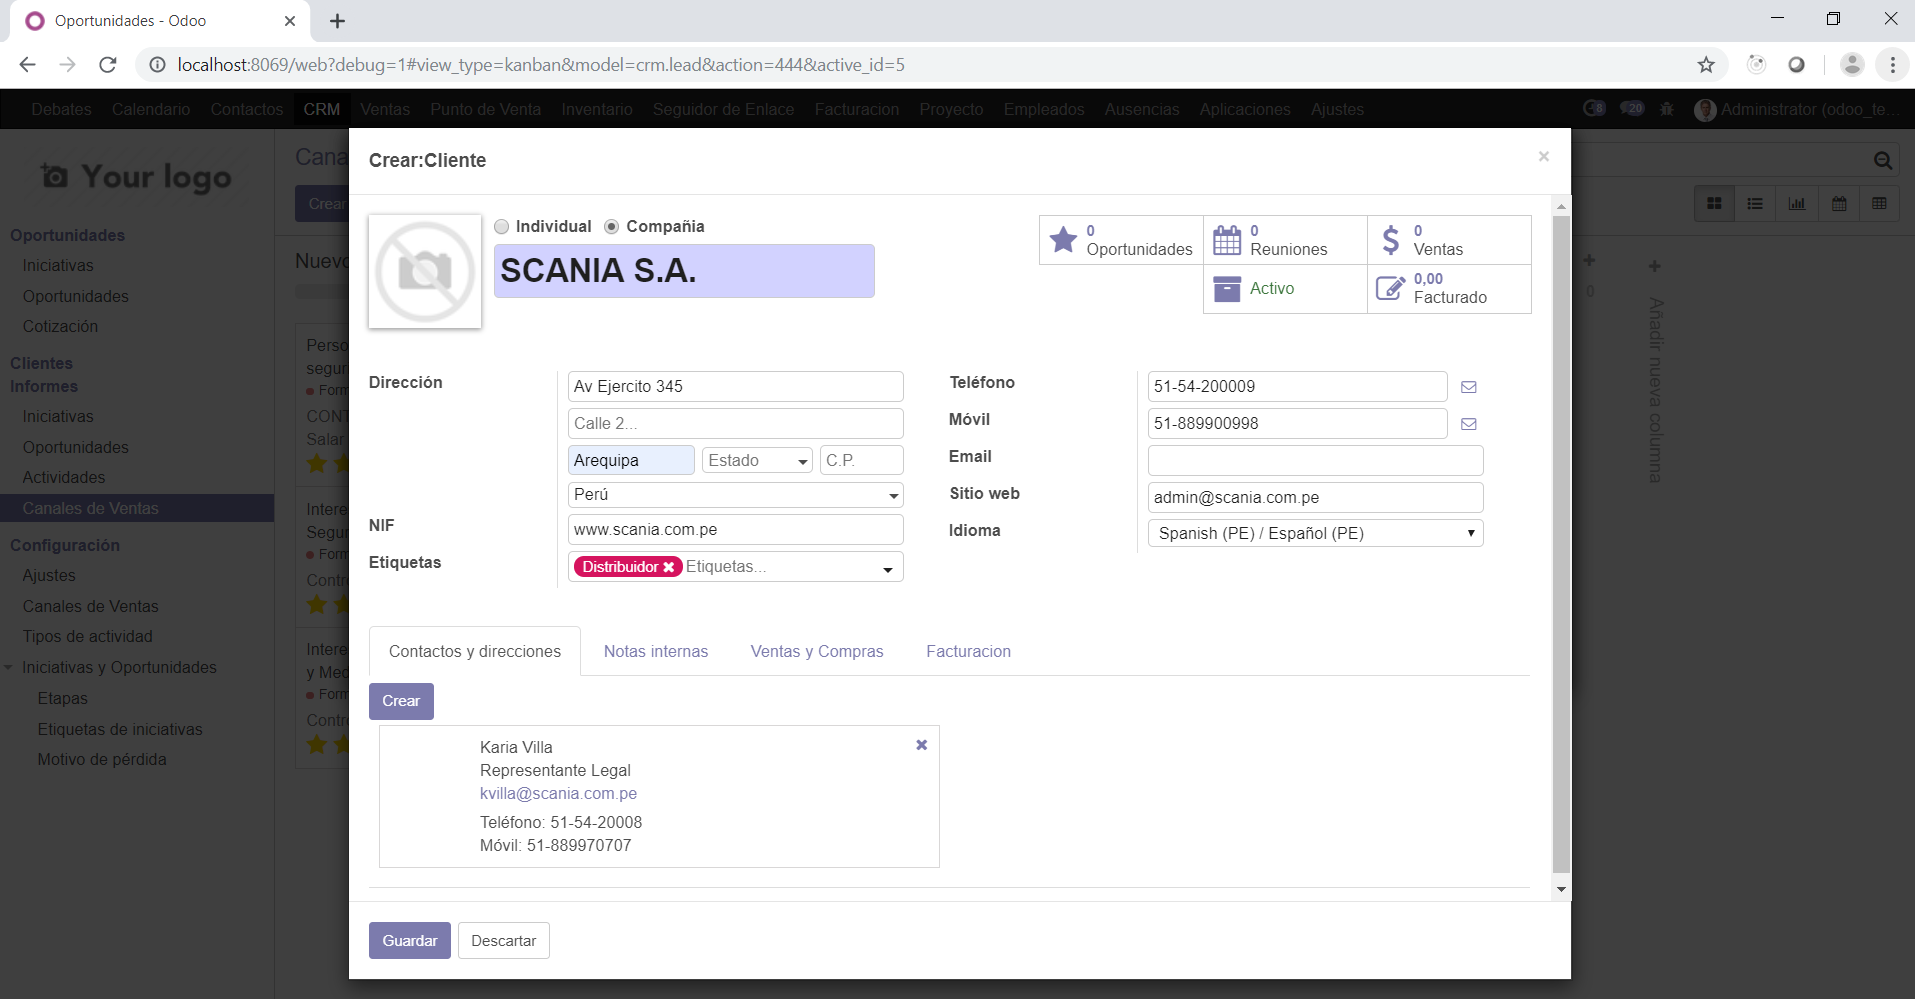 Oportunidades - Odoo
localhost:8069/web?debug=1#view_type=kanban&model=crm.lead&action=444&active_id=5
Debates Calendario Contactos CRM Ventas Punto de Venta Inventario Seguidor de Enlace Facturacion Proyecto Empleados Ausencias Aplicaciones Ajustes 8 20 Administrator (odoo_te...
Your logo
Oportunidades
Iniciativas
Oportunidades
Cotización
Clientes
Informes
Iniciativas
Oportunidades
Actividades
Canales de Ventas
Configuración
Ajustes
Canales de Ventas
Tipos de actividad
Iniciativas y Oportunidades
Etapas
Etiquetas de iniciativas
Motivo de pérdida
Cana
Crear
Nuevo
Perso
segur
Form
CONT
Salar
Intere
Segur
Form
Contro
Intere
y Med
Form
Contro
Crear:Cliente
×
Individual Compañia
SCANIA S.A.
0
Oportunidades
0
Reuniones
0
Ventas
Activo
0,00
Facturado
Dirección
Av Ejercito 345
Calle 2...
Arequipa Estado C.P.
Perú
NIF www.scania.com.pe
Etiquetas Distribuidor Etiquetas...
Teléfono 51-54-200009
Móvil 51-889900998
Email
Sitio web admin@scania.com.pe
Idioma Spanish (PE) / Español (PE)
Contactos y direcciones Notas internas Ventas y Compras Facturacion
Crear
Karia Villa
Representante Legal
kvilla@scania.com.pe
Teléfono: 51-54-20008
Móvil: 51-889970707
Guardar Descartar
0
Añadir nueva columna